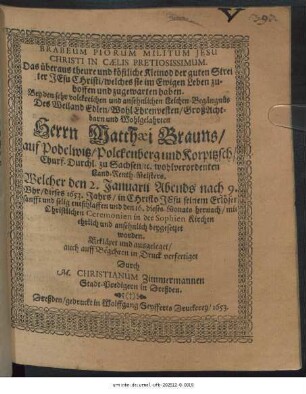 BRABEUM PIORUM MILITUM JESU
CHRISTI IN CÆLIS PRETIOSISSIMUM.
Das überaus theure und köstliche Kleinod der guten Strei-
ter JEsu Christi/ welches sie im Ewigen Leben zu-
hoffen und zugewarten haben.
Bey den sehr volckreichen und ansehnlichen Leichen-Begängnüs
Des Weiland Edlen/ Wohl Ehrenvesten/ Großacht-
barn und Wohlgelahrten
Herrn Matthæi Brauns/
auf Podelwitz/ Polckenberg und Korpitzsch/
Churf. Durchl. zu Sachsen/ wohlverordenten
Land-Renth-Meisters,
Welcher den 2. Januarii Abends nach 9.
Uhr/ dieses 1653. Jahrs/ in Christo JEsu seinem Erlöser
sanfft und selig entschlaffen und den 16. dieses Monats hernach/ mit
Christlichen Ceremonien in der Sophien Kirchen
ehrlich und ansehnlich beygesetzet
worden.
Erkläret und ausgeleget/
auch auff Begehren in Druck verfertiget
Durch
M. CHRISTIANUM Zimmermannen
Stadt-Predigern in Dreßden.
Dreßden/ gedruckt in Wolffgang Seyfferts Druckerey/ 1653.